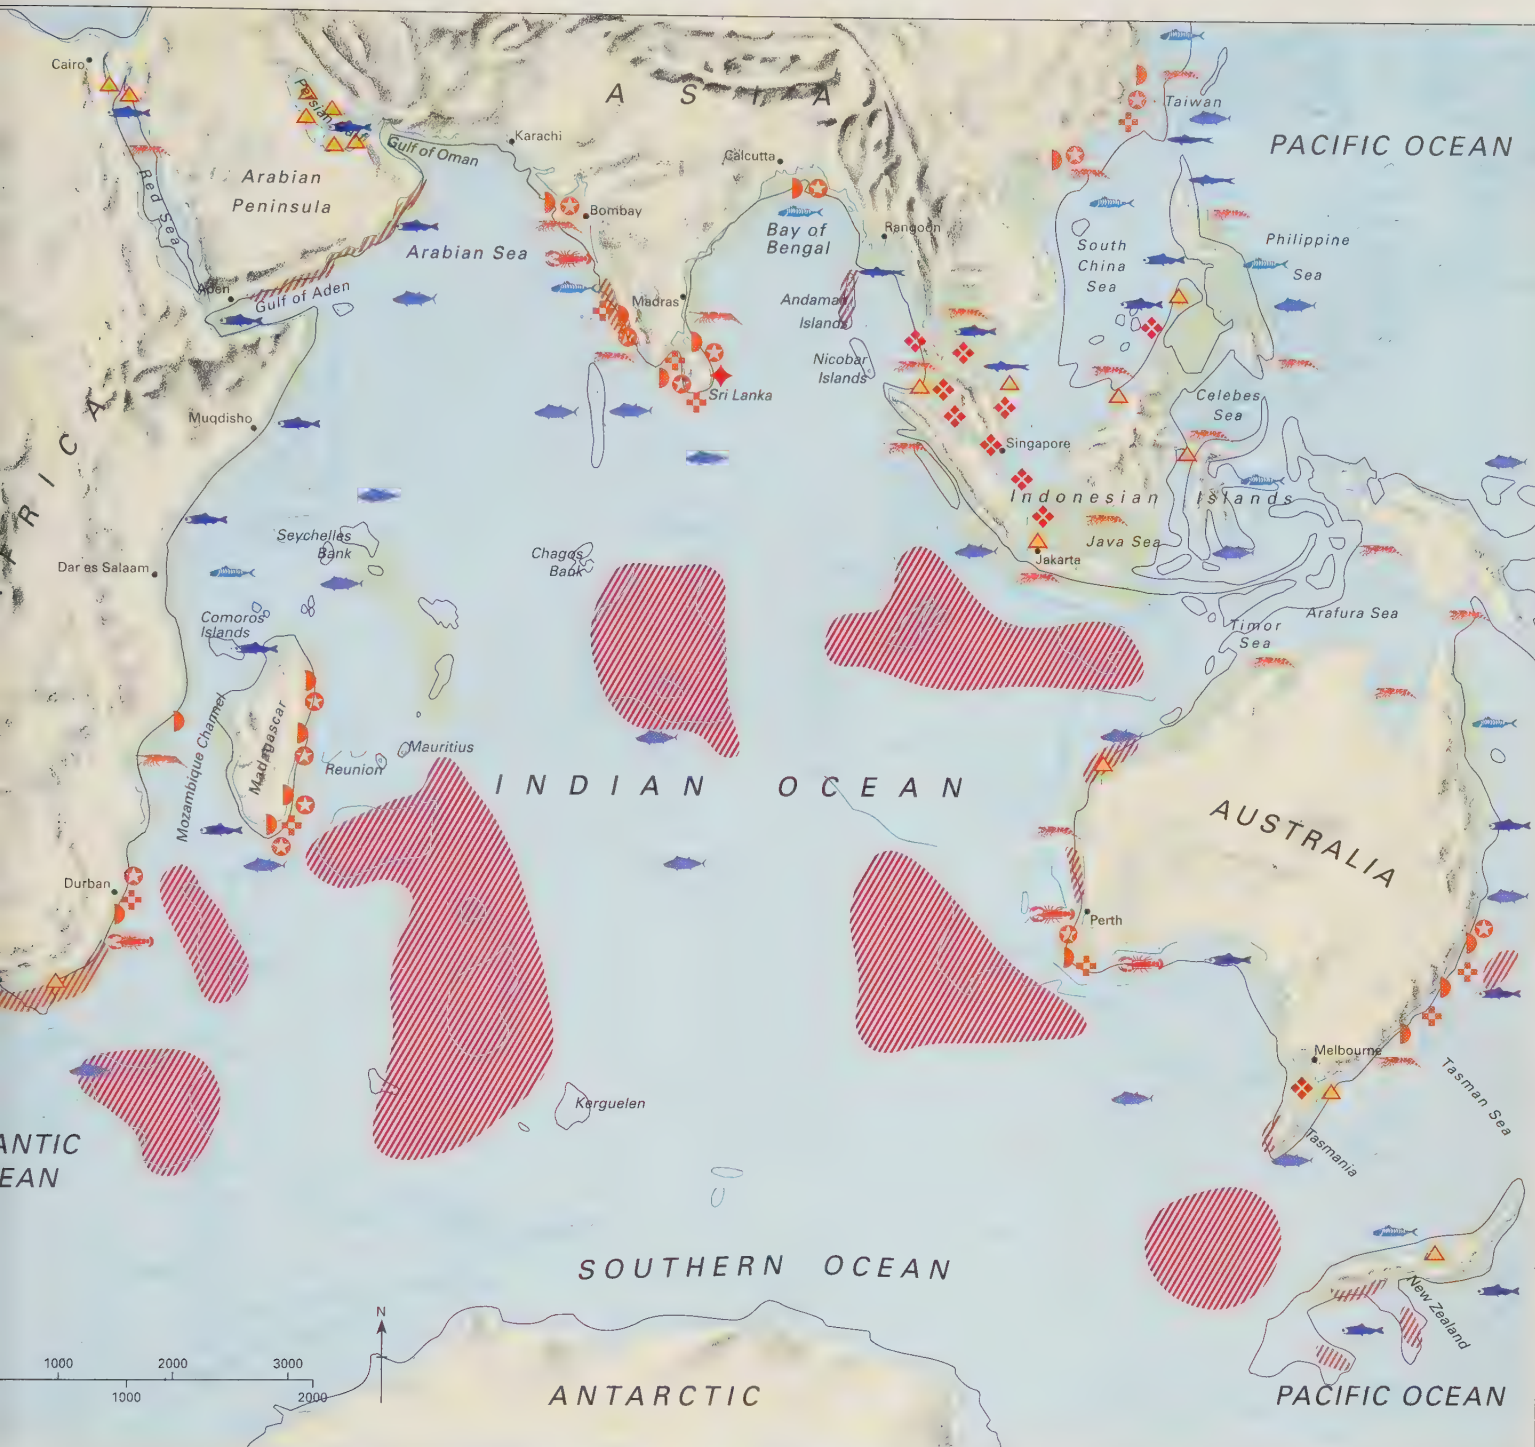 Cairo
Persian Gulf
Gulf of Oman
Karachi
ASIA
Calcutta
Taiwan
PACIFIC OCEAN
Red Sea
Arabian
Peninsula
Arabian Sea
Bombay
Bay of
Bengal
Rangoon
South
China
Sea
Philippine
Sea
Aden
Gulf of Aden
Madras
Andaman
Islands
Nicobar
Islands
Sri Lanka
AFRICA
Muqdisho
Celebes
Sea
Singapore
Indonesian Islands
Java Sea
Jakarta
Seychelles
Bank
Chagos
Bank
Dar es Salaam
Comoros
Islands
Arafura Sea
Timor
Sea
Mozambique Channel
Madagascar
Mauritius
Reunion
INDIAN OCEAN
AUSTRALIA
Durban
Perth
Melbourne
Tasman Sea
Tasmania
Kerguelen
ANTIC
EAN
SOUTHERN OCEAN
New Zealand
N
1000 2000 3000
1000 2000
ANTARCTIC
PACIFIC OCEAN